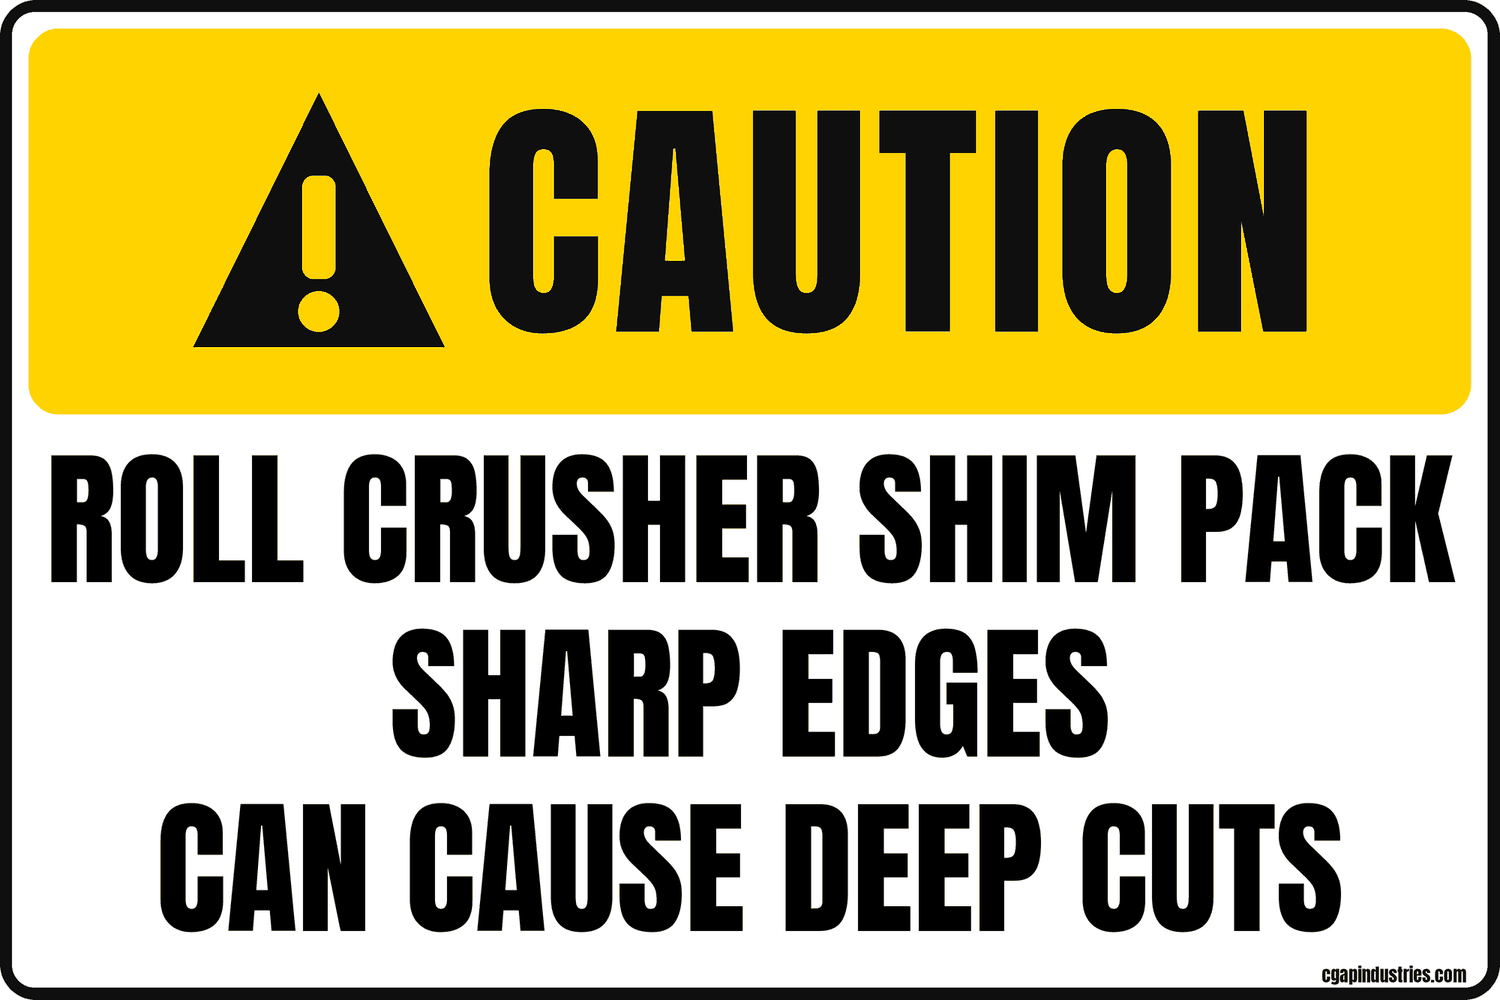 CAUTION
ROLL CRUSHER SHIM PACK
SHARP EDGES
CAN CAUSE DEEP CUTS
cgapindustries.com